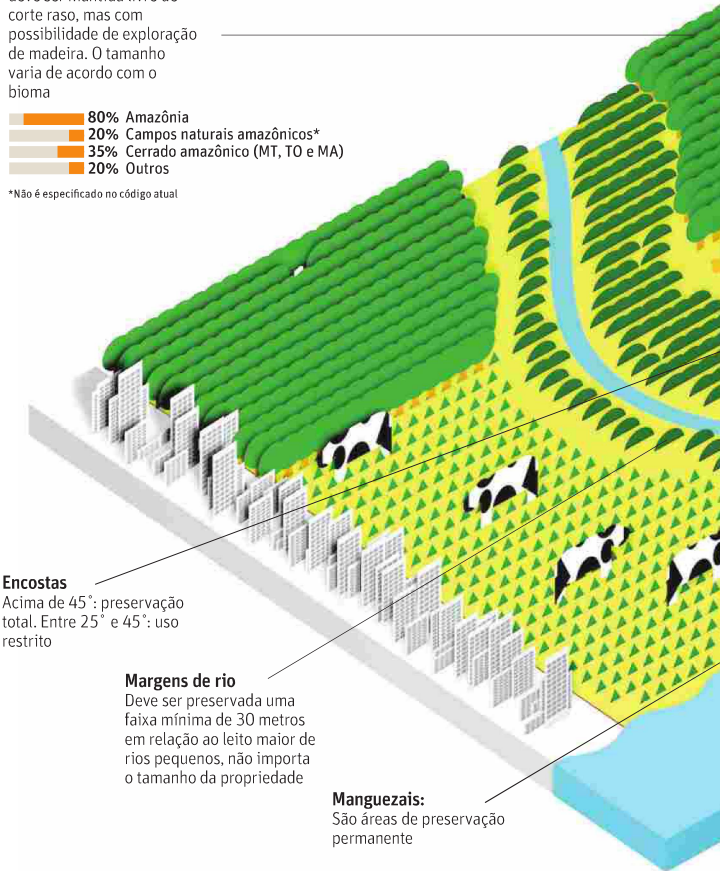 corte raso, mas com
possibilidade de exploração
de madeira. O tamanho
varia de acordo com o
bioma
80% Amazônia
20% Campos naturais amazônicos*
35% Cerrado amazônico (MT, TO e MA)
20% Outros
*Não é especificado no código atual
Encostas
Acima de 45°: preservação
total. Entre 25° e 45°: uso
restrito
Margens de rio
Deve ser preservada uma
faixa mínima de 30 metros
em relação ao leito maior de
rios pequenos, não importa
o tamanho da propriedade
Manguezais:
São áreas de preservação
permanente